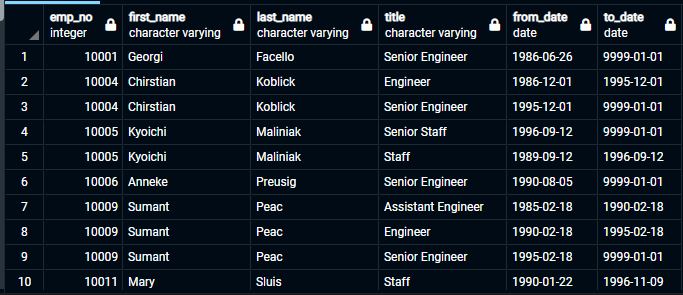 emp_no first_name last_name title from_date to_date
integer character varying character varying character varying date date
1 10001 Georgi Facello Senior Engineer 1986-06-26 9999-01-01
2 10004 Chirstian Koblick Engineer 1986-12-01 1995-12-01
3 10004 Chirstian Koblick Senior Engineer 1995-12-01 9999-01-01
4 10005 Kyoichi Maliniak Senior Staff 1996-09-12 9999-01-01
5 10005 Kyoichi Maliniak Staff 1989-09-12 1996-09-12
6 10006 Anneke Preusig Senior Engineer 1990-08-05 9999-01-01
7 10009 Sumant Peac Assistant Engineer 1985-02-18 1990-02-18
8 10009 Sumant Peac Engineer 1990-02-18 1995-02-18
9 10009 Sumant Peac Senior Engineer 1995-02-18 9999-01-01
10 10011 Mary Sluis Staff 1990-01-22 1996-11-09